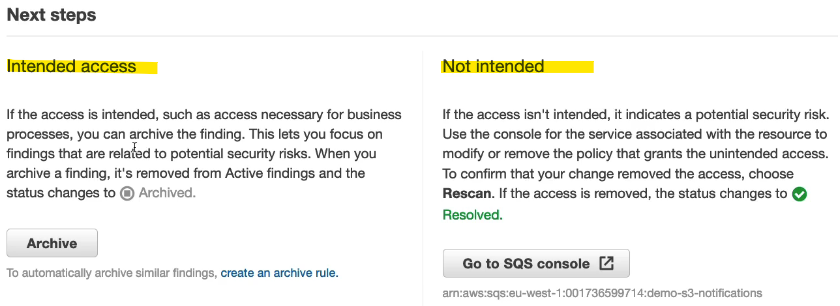 Next steps
Intended access
If the access is intended, such as access necessary for business
processes, you can archive the finding. This lets you focus on
findings that are related to potential security risks. When you
archive a finding, it's removed from Active findings and the
status changes to Archived.
Archive
To automatically archive similar findings, create an archive rule.
Not intended
If the access isn't intended, it indicates a potential security risk.
Use the console for the service associated with the resource to
modify or remove the policy that grants the unintended access.
To confirm that your change removed the access, choose
Rescan. If the access is removed, the status changes to
Resolved.
Go to SQS console
arn:aws:sqs:eu-west-1:001736599714:demo-s3-notifications